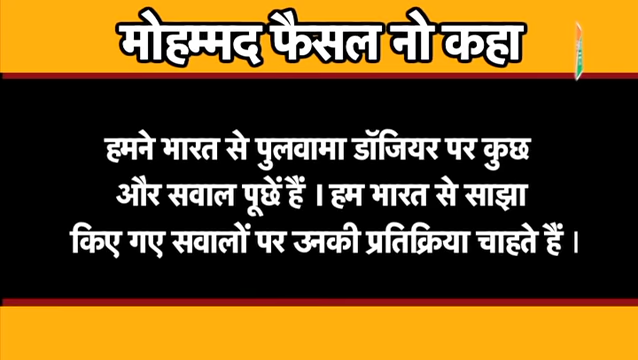 मोहम्मद फैसल नो कहा
हमने भारत से पुलवामा डॉजियर पर कुछ
और सवाल पूछें हैं । हम भारत से साझा
किए गए सवालों पर उनकी प्रतिक्रिया चाहते हैं ।